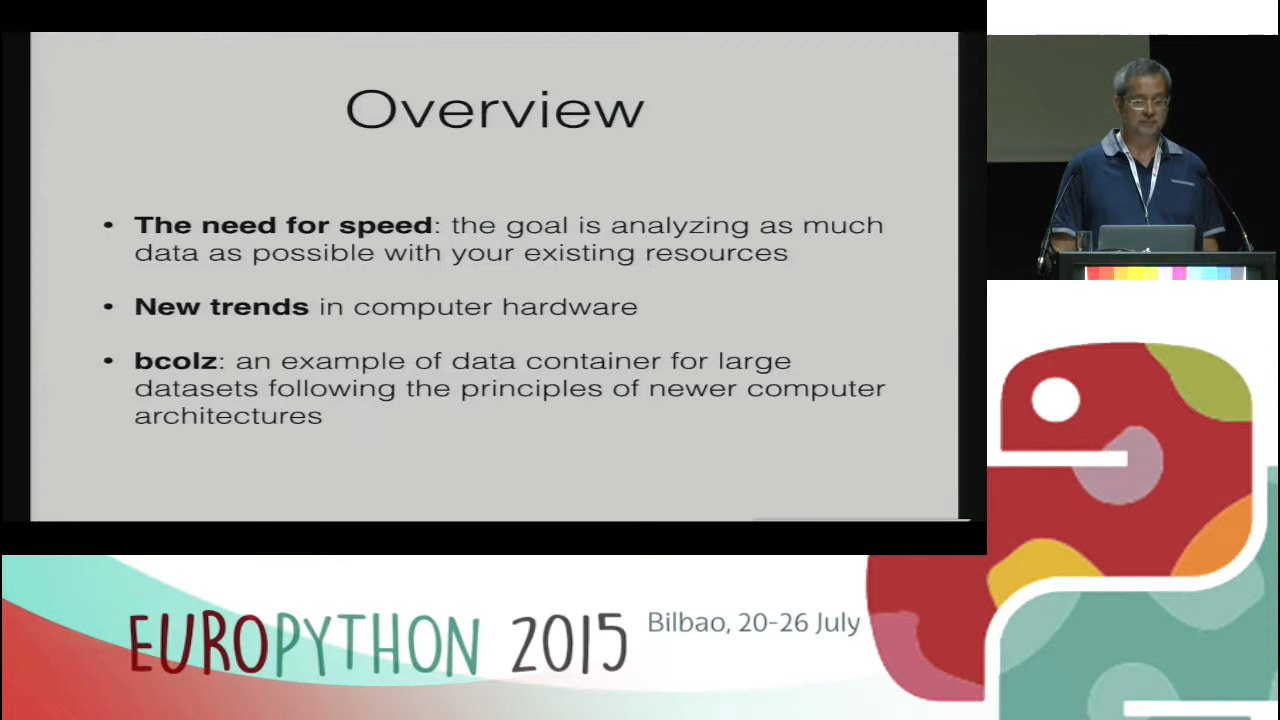 Overview
• The need for speed: the goal is analyzing as much
data as possible with your existing resources
• New trends in computer hardware
• bcolz: an example of data container for large
datasets following the principles of newer computer
architectures
EUROPYTHON 2015
Bilbao, 20-26 July